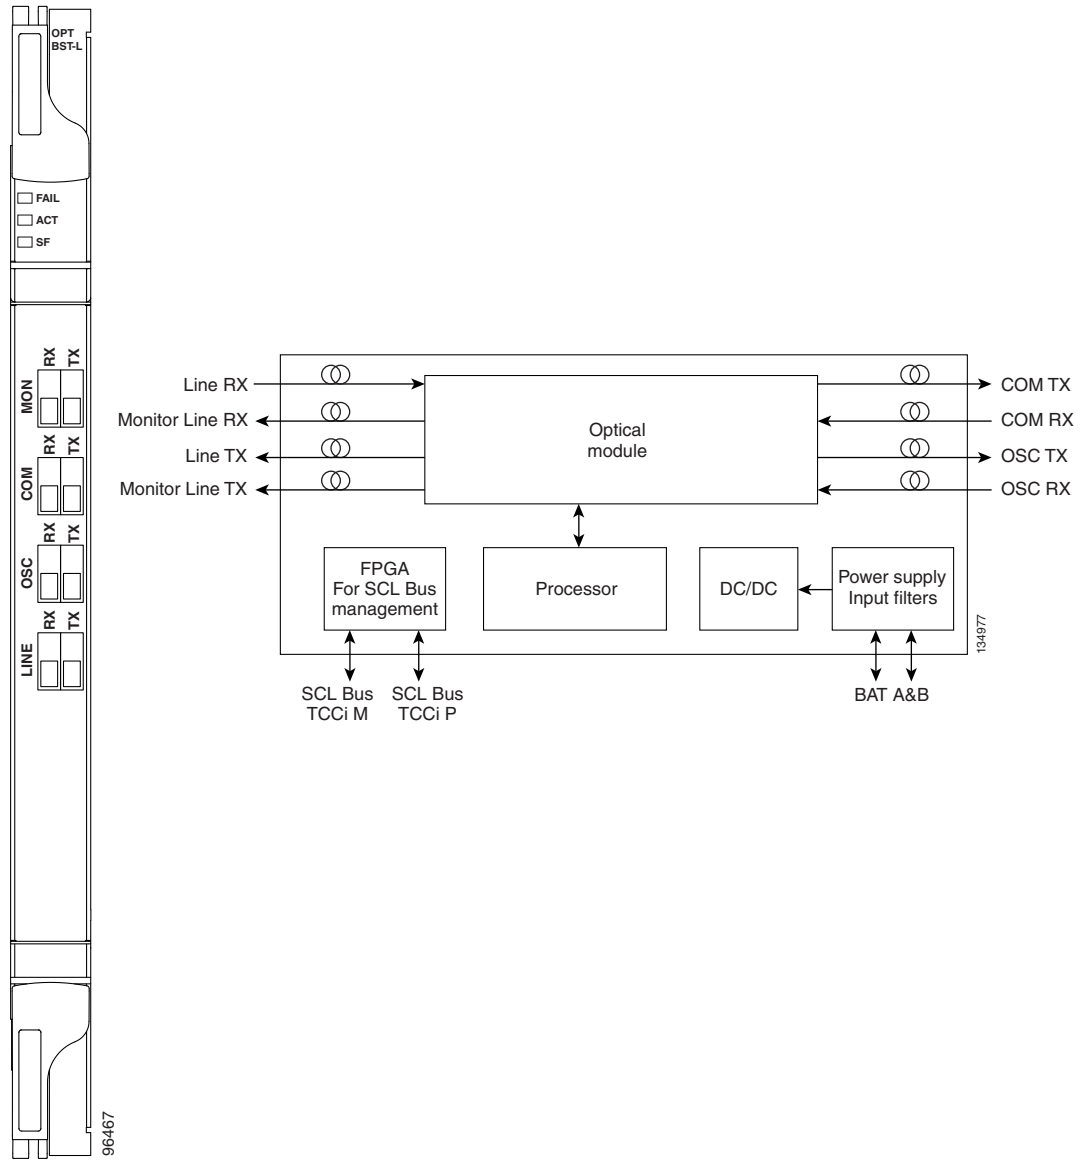 OPT
BST-L
FAIL
ACT
SF
RX
TX
MON
RX
TX
COM
RX
TX
OSC
RX
TX
LINE
96467
Line RX
Monitor Line RX
Line TX
Monitor Line TX
Optical
module
COM TX
COM RX
OSC TX
OSC RX
FPGA
For SCL Bus
management
Processor
DC/DC
Power supply
Input filters
134977
SCL Bus
TCCi M
SCL Bus
TCCi P
BAT A&B